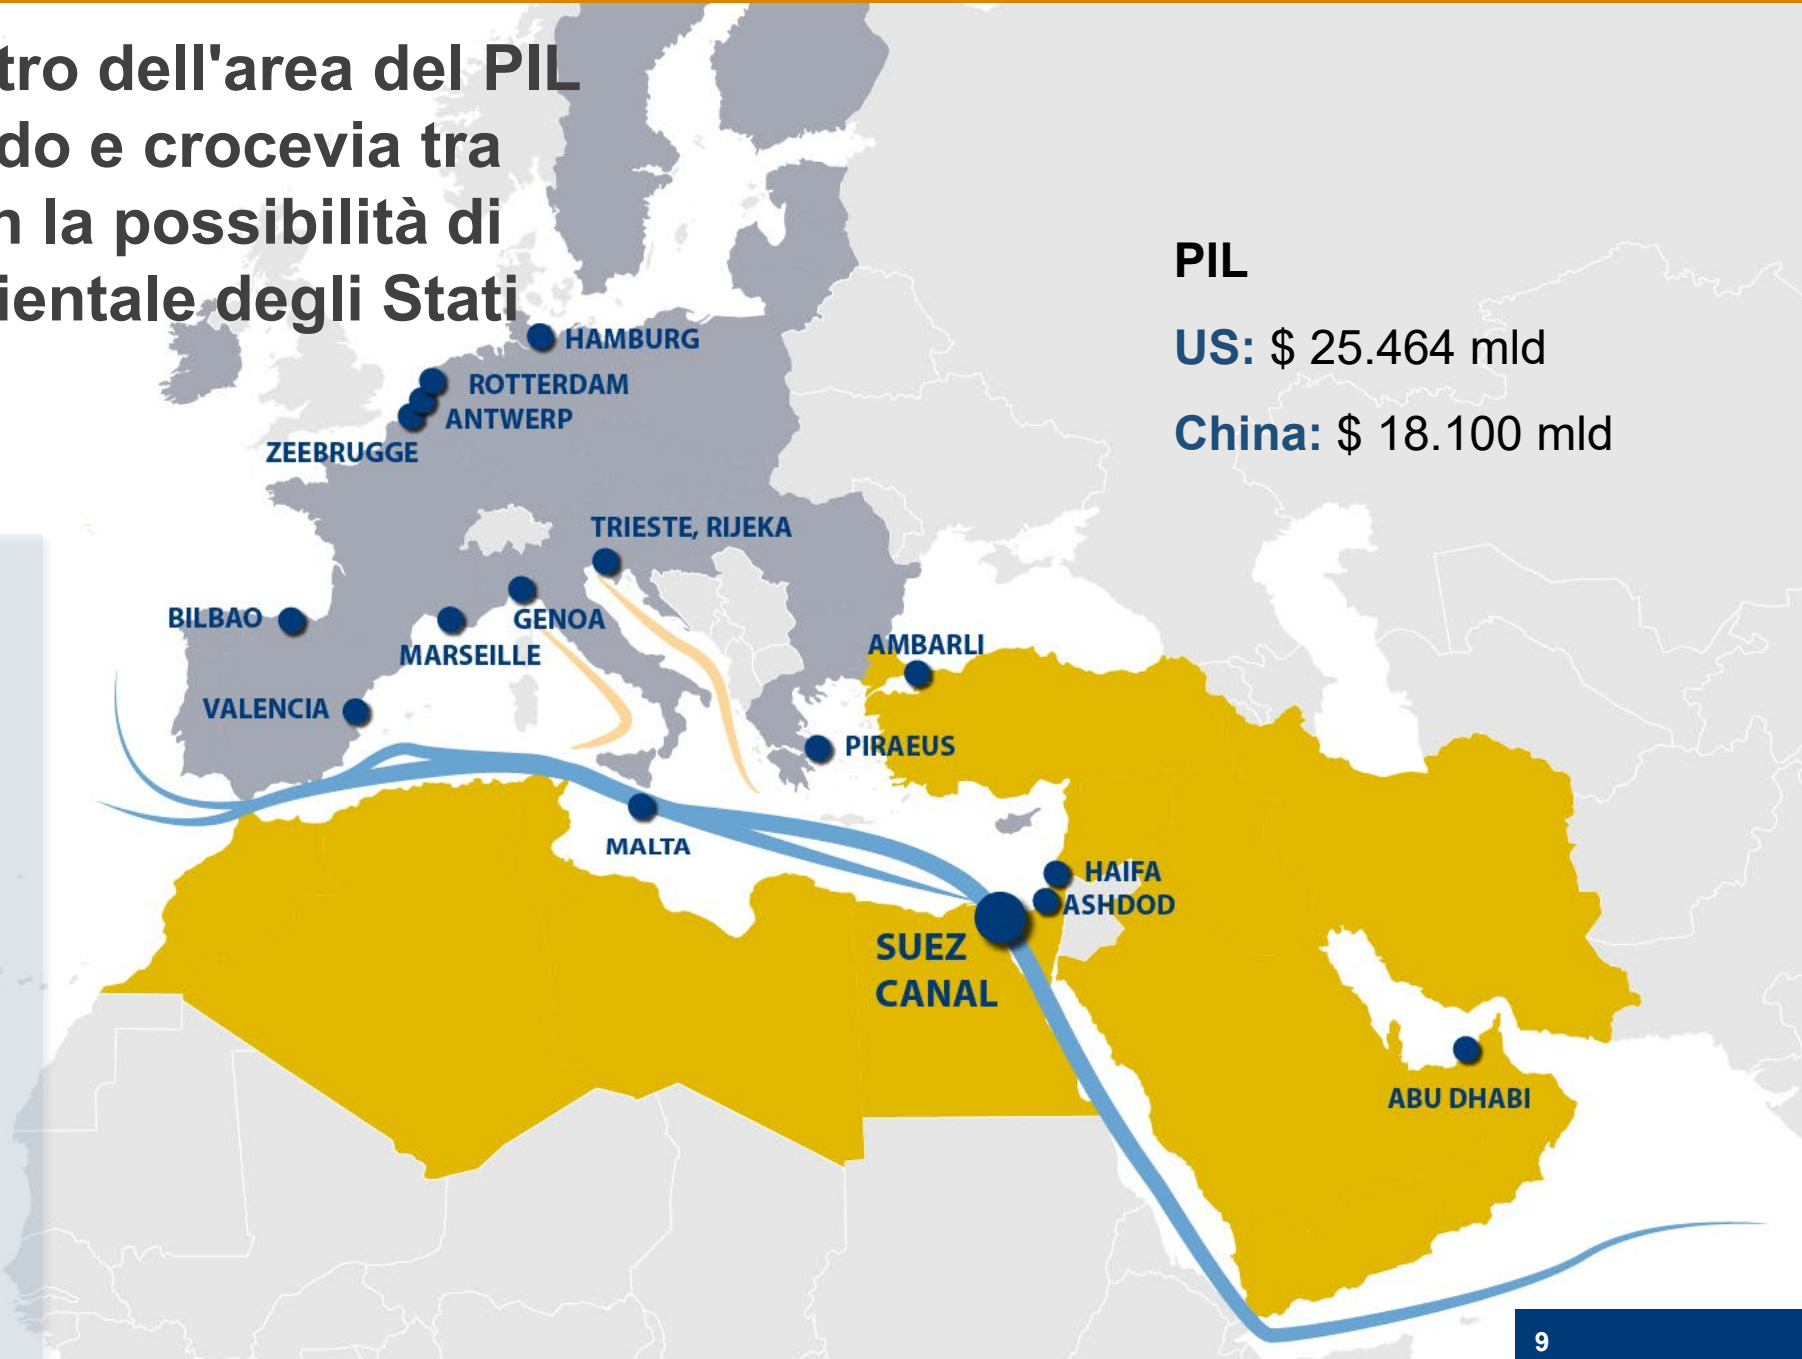 tro dell'area del PIL
do e crocevia tra
n la possibilità di
ientale degli Stati
PIL
US: $ 25.464 mld
China: $ 18.100 mld
HAMBURG
ROTTERDAM
ANTWERP
ZEEBRUGGE
TRIESTE, RIJEKA
BILBAO
GENOA
MARSEILLE
AMBARLI
VALENCIA
PIRAEUS
MALTA
HAIFA
ASHDOD
SUEZ
CANAL
ABU DHABI
9